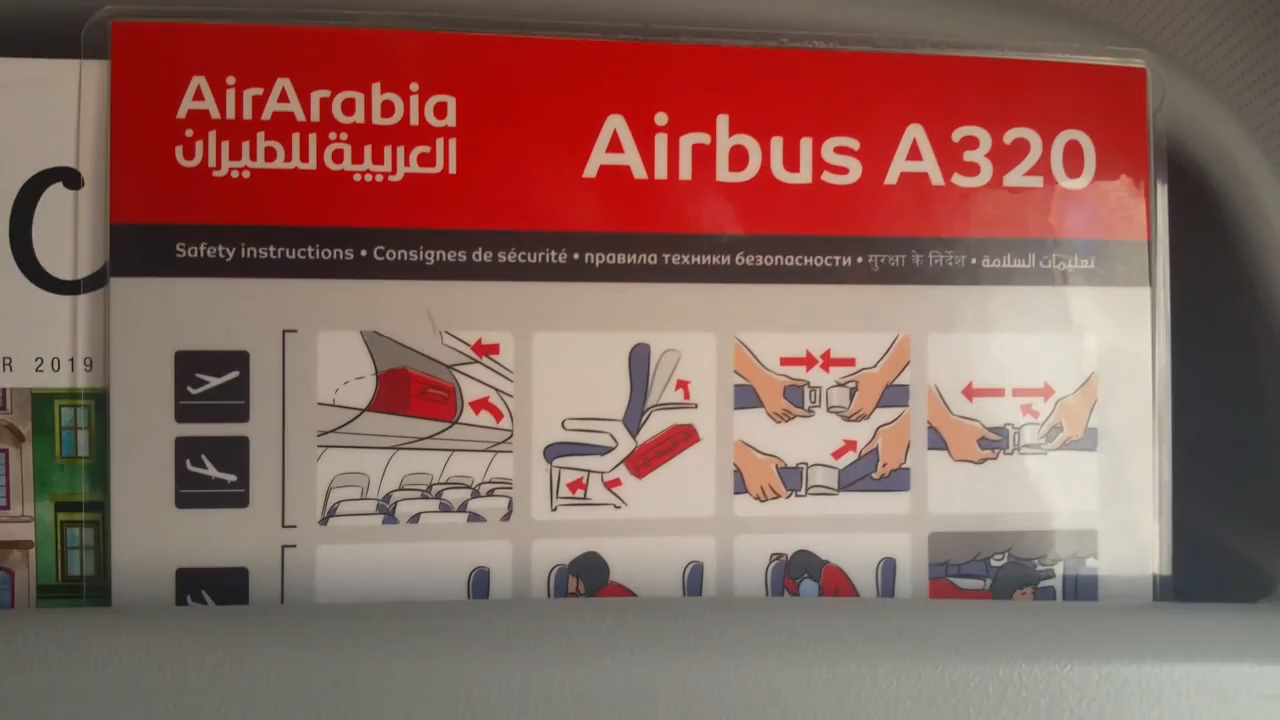 AirArabia
العربية للطيران
Airbus A320
Safety instructions • Consignes de sécurité • правила техники безопасности • सुरक्षा के निर्देश • تعليمات السلامة
C
R 2019